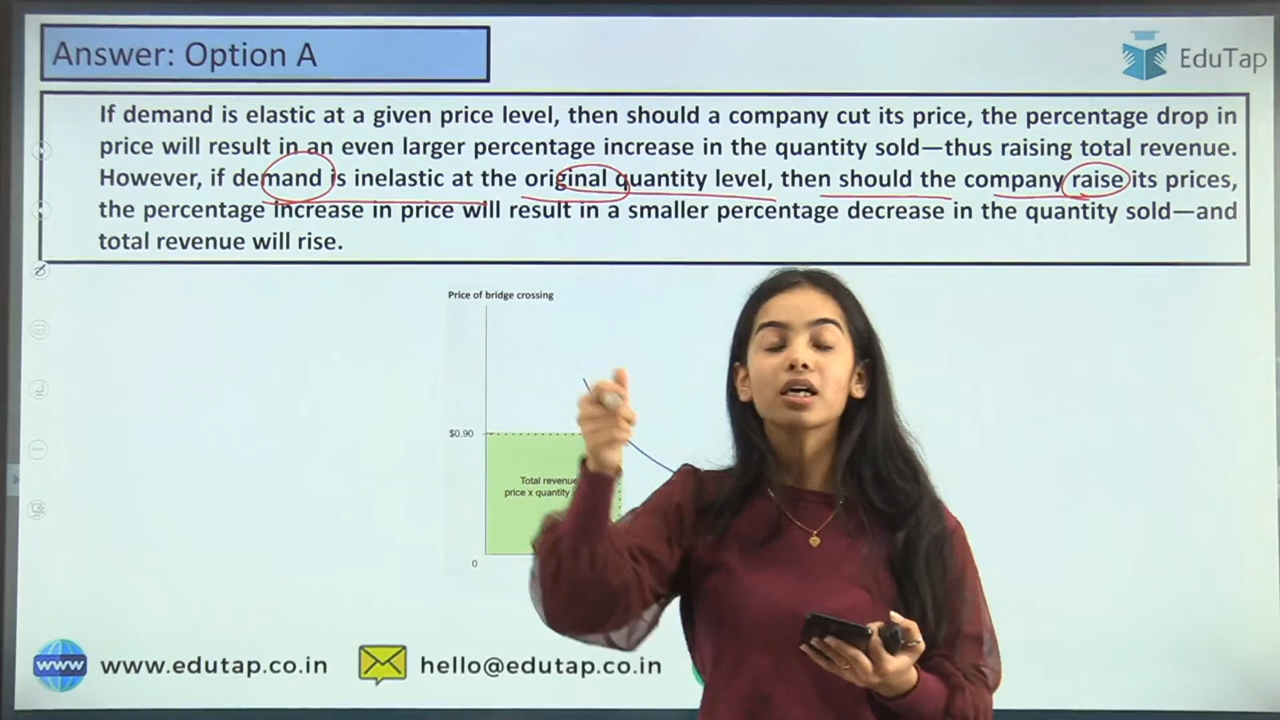 Answer: Option A
EduTap
If demand is elastic at a given price level, then should a company cut its price, the percentage drop in
price will result in an even larger percentage increase in the quantity sold—thus raising total revenue.
However, if demand is inelastic at the original quantity level, then should the company raise its prices,
the percentage increase in price will result in a smaller percentage decrease in the quantity sold—and
total revenue will rise.
Price of bridge crossing
$0.90
Total revenue
price x quantity
0
www
www.edutap.co.in
hello@edutap.co.in